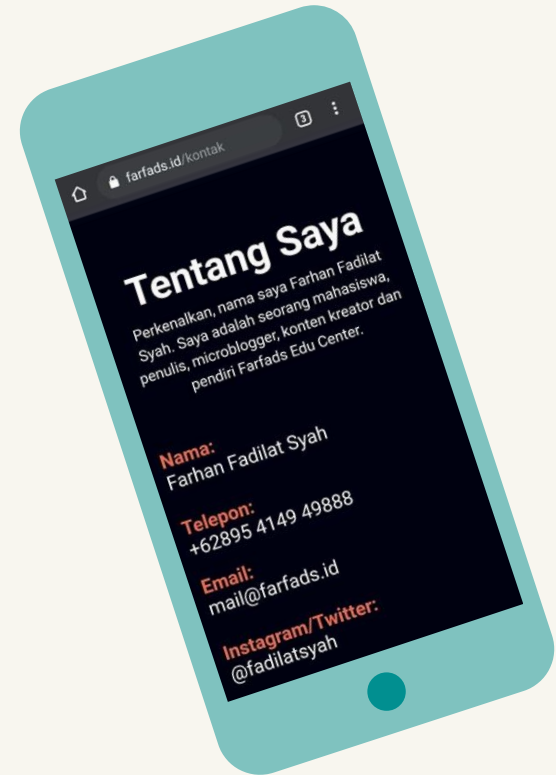 farfads.id/kontak
3
Tentang Saya
Perkenalkan, nama saya Farhan Fadilat
Syah. Saya adalah seorang mahasiswa,
penulis, microblogger, konten kreator dan
pendiri Farfads Edu Center.
Nama:
Farhan Fadilat Syah
Telepon:
+62895 4149 49888
Email:
mail@farfads.id
Instagram/Twitter:
@fadilatsyah